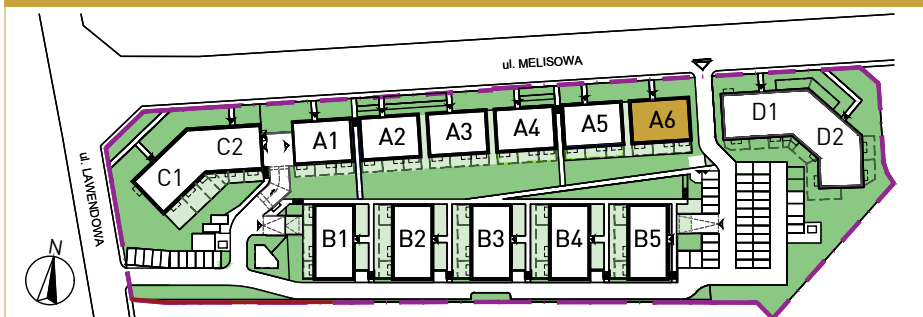 ul. MELISOWA
ul. LAWENDOWA
C1
C2
A1
A2
A3
A4
A5
A6
D1
D2
B1
B2
B3
B4
B5
N